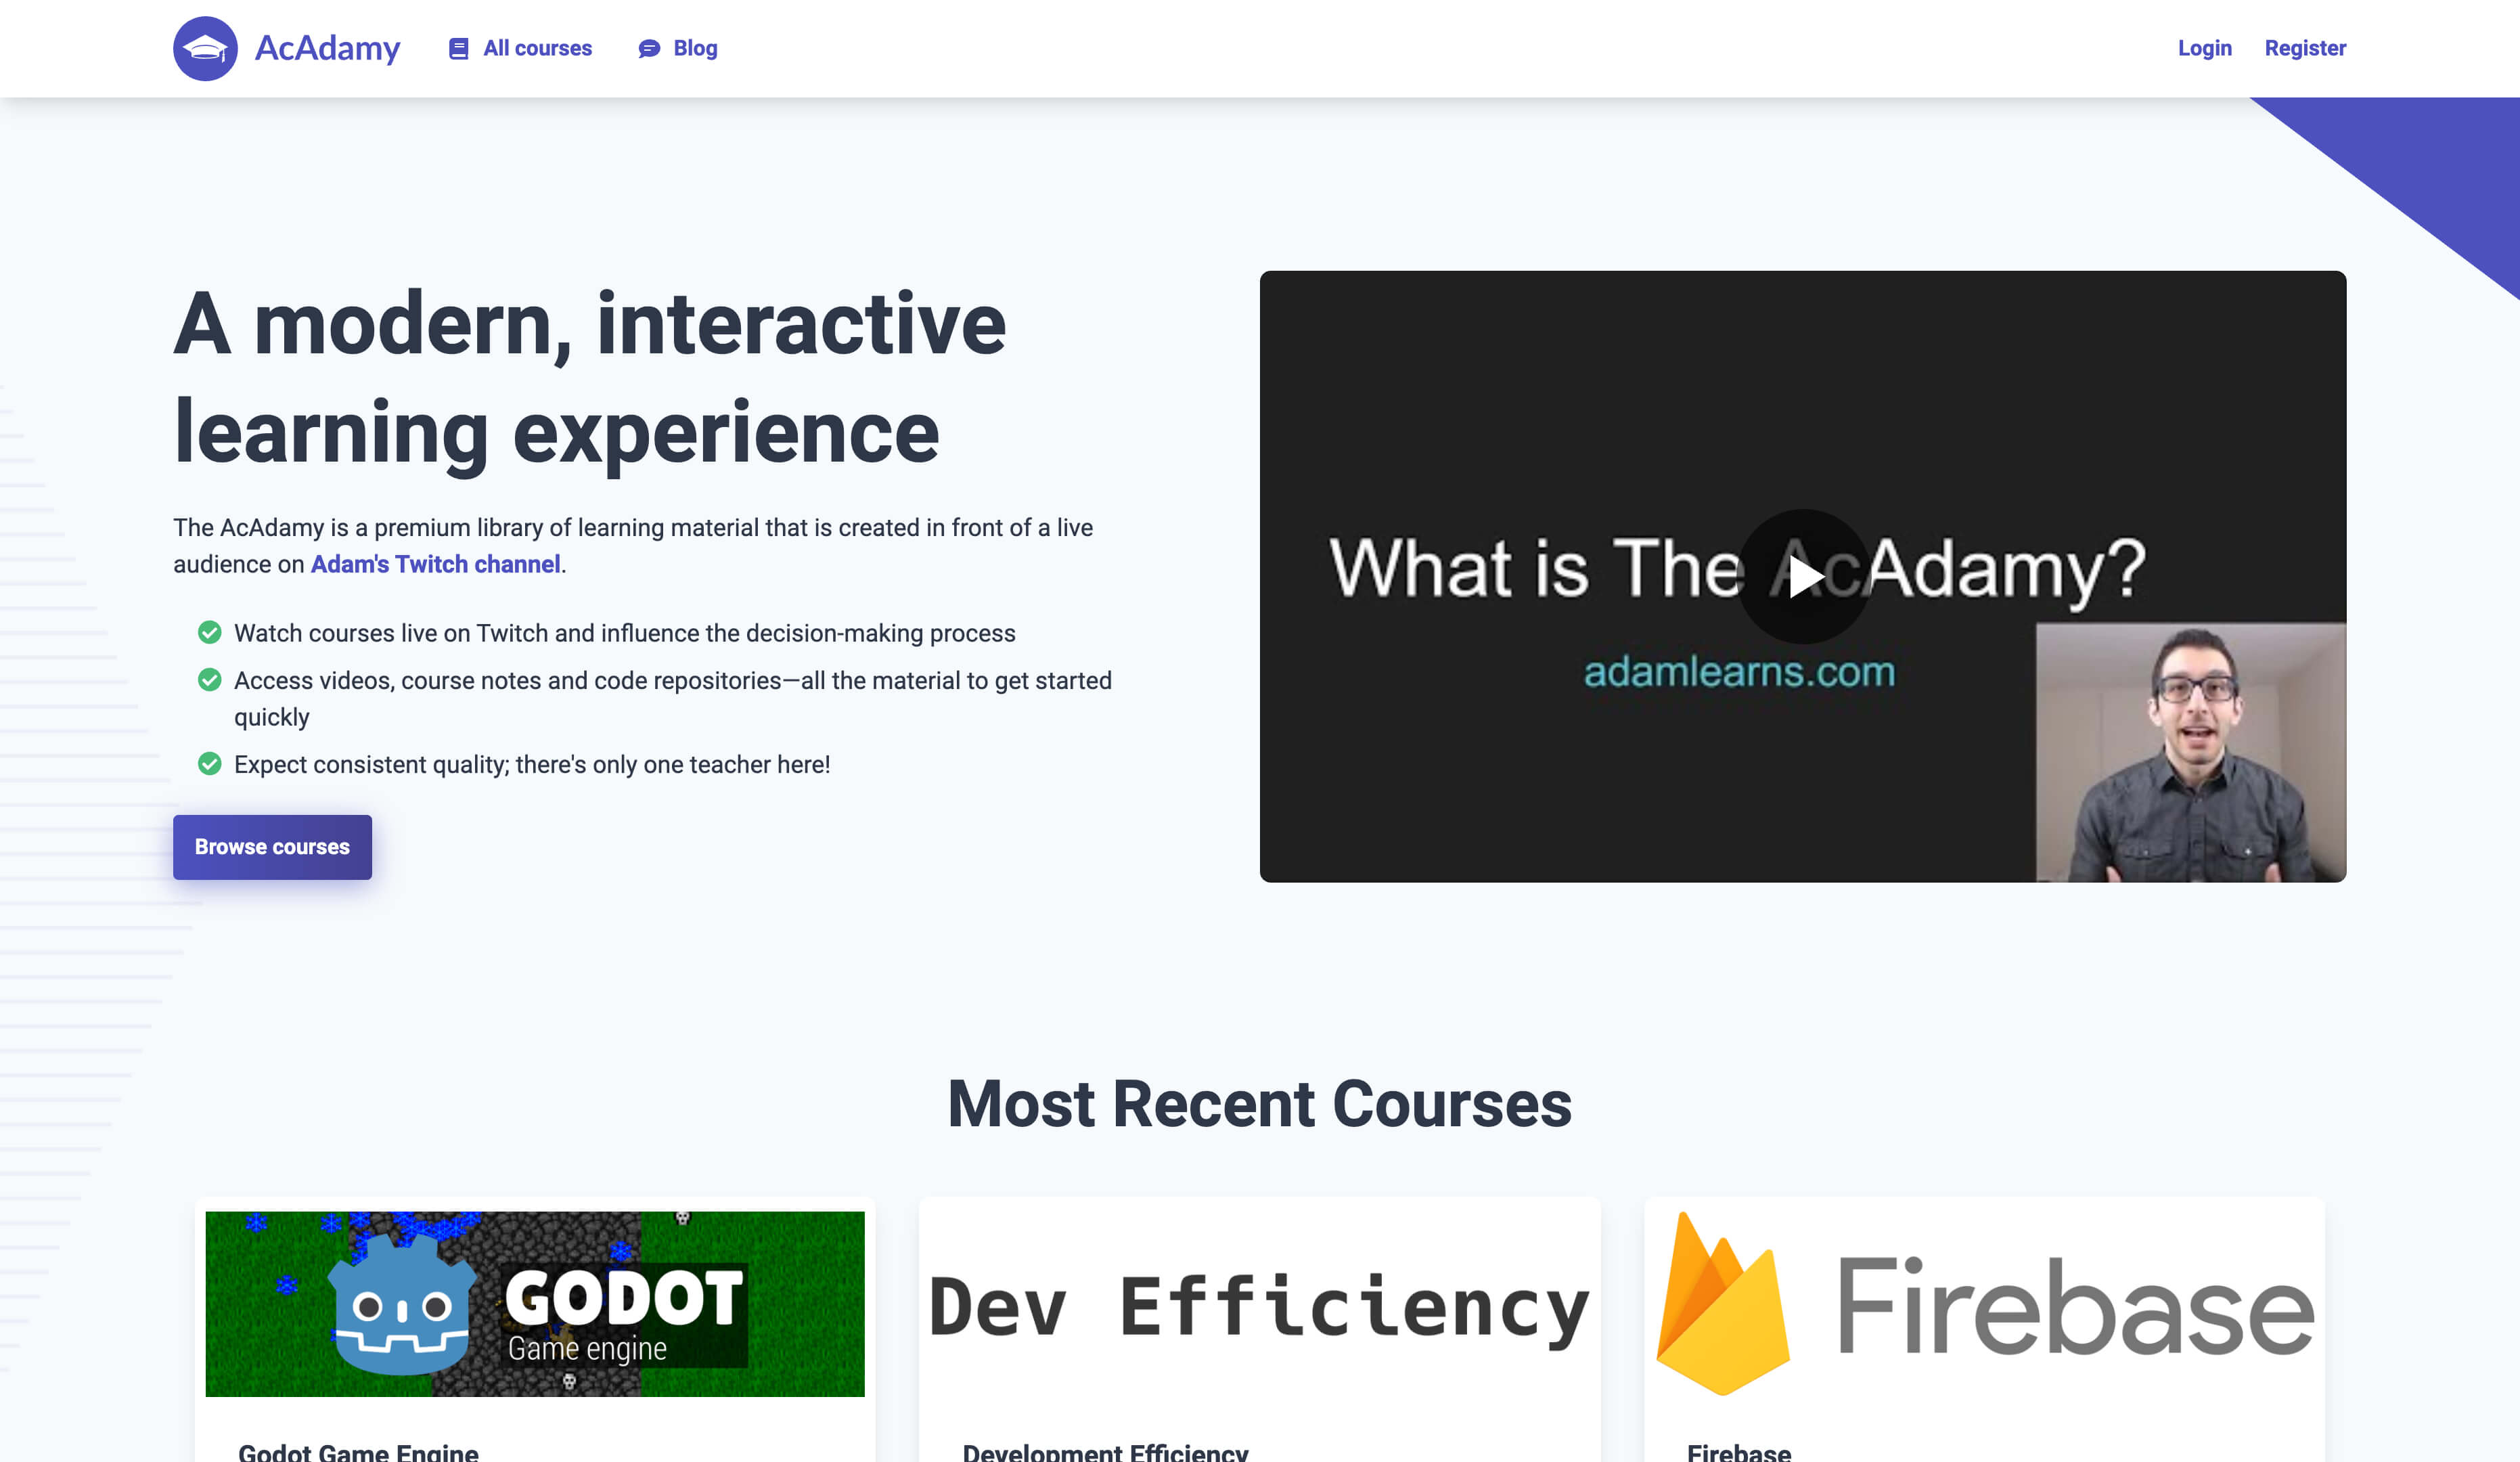 AcAdamy
All courses
Blog
Login
Register
A modern, interactive
learning experience
The AcAdamy is a premium library of learning material that is created in front of a live
audience on Adam's Twitch channel.
Watch courses live on Twitch and influence the decision-making process
Access videos, course notes and code repositories—all the material to get started
quickly
Expect consistent quality; there's only one teacher here!
Browse courses
What is The AcAdamy?
adamlearns.com
Most Recent Courses
GODOT
Game engine
Dev Efficiency
Firebase
Godot Game Engine
Development Efficiency
Firebase